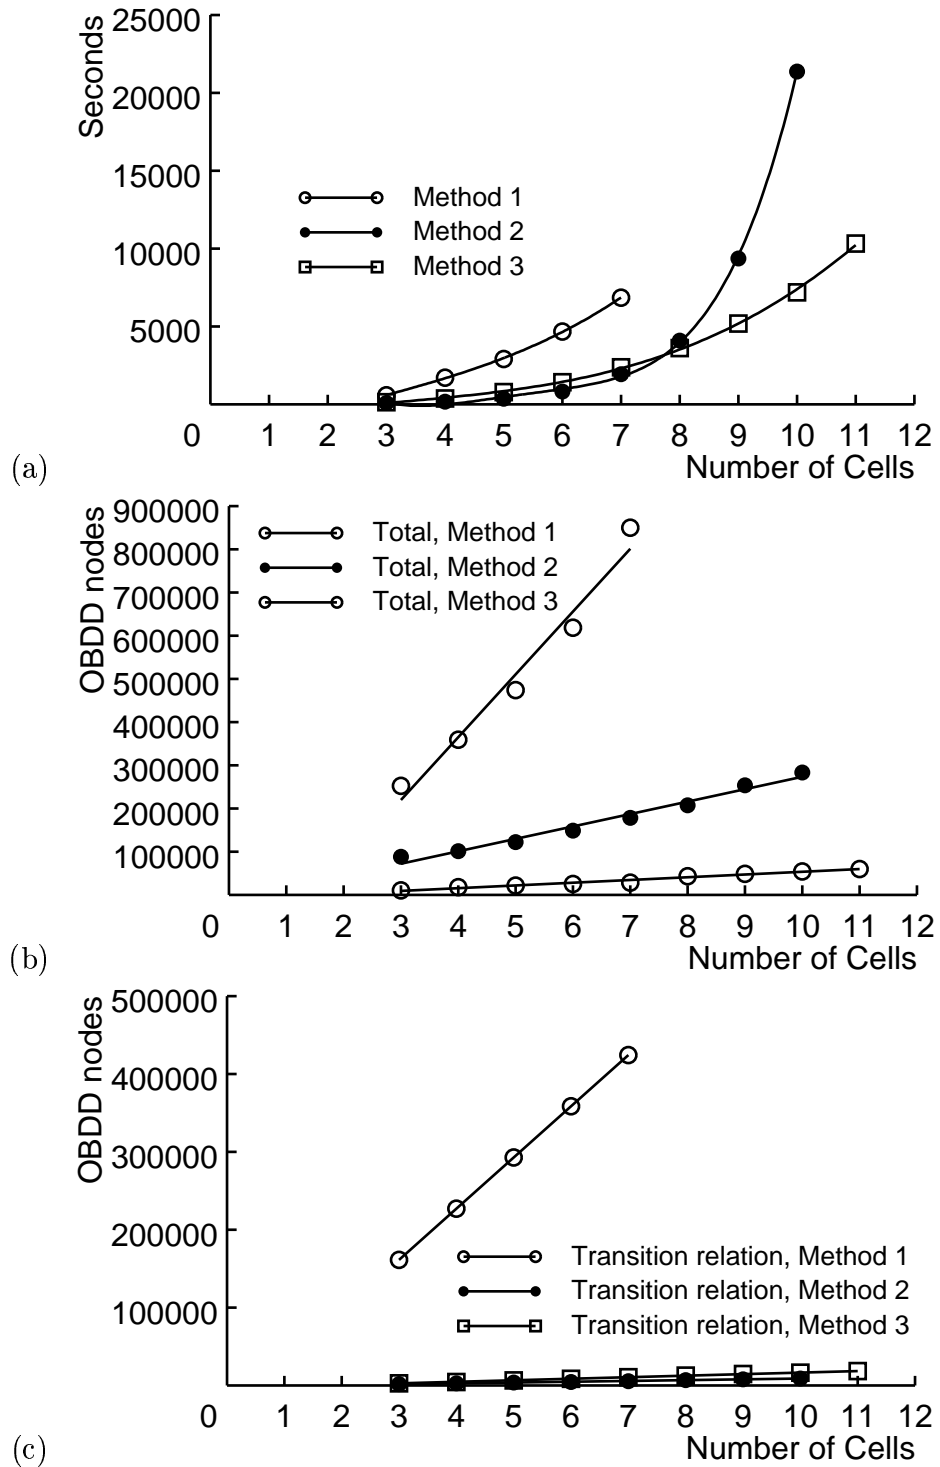 25000
Seconds
20000
15000
Method 1
Method 2
10000
Method 3
5000
0 1 2 3 4 5 6 7 8 9 10 11 12
(a)
Number of Cells
900000
OBDD nodes
Total, Method 1
800000
Total, Method 2
700000
Total, Method 3
600000
500000
400000
300000
200000
100000
0 1 2 3 4 5 6 7 8 9 10 11 12
(b)
Number of Cells
500000
OBDD nodes
400000
300000
200000
Transition relation, Method 1
Transition relation, Method 2
100000
Transition relation, Method 3
0 1 2 3 4 5 6 7 8 9 10 11 12
(c)
Number of Cells